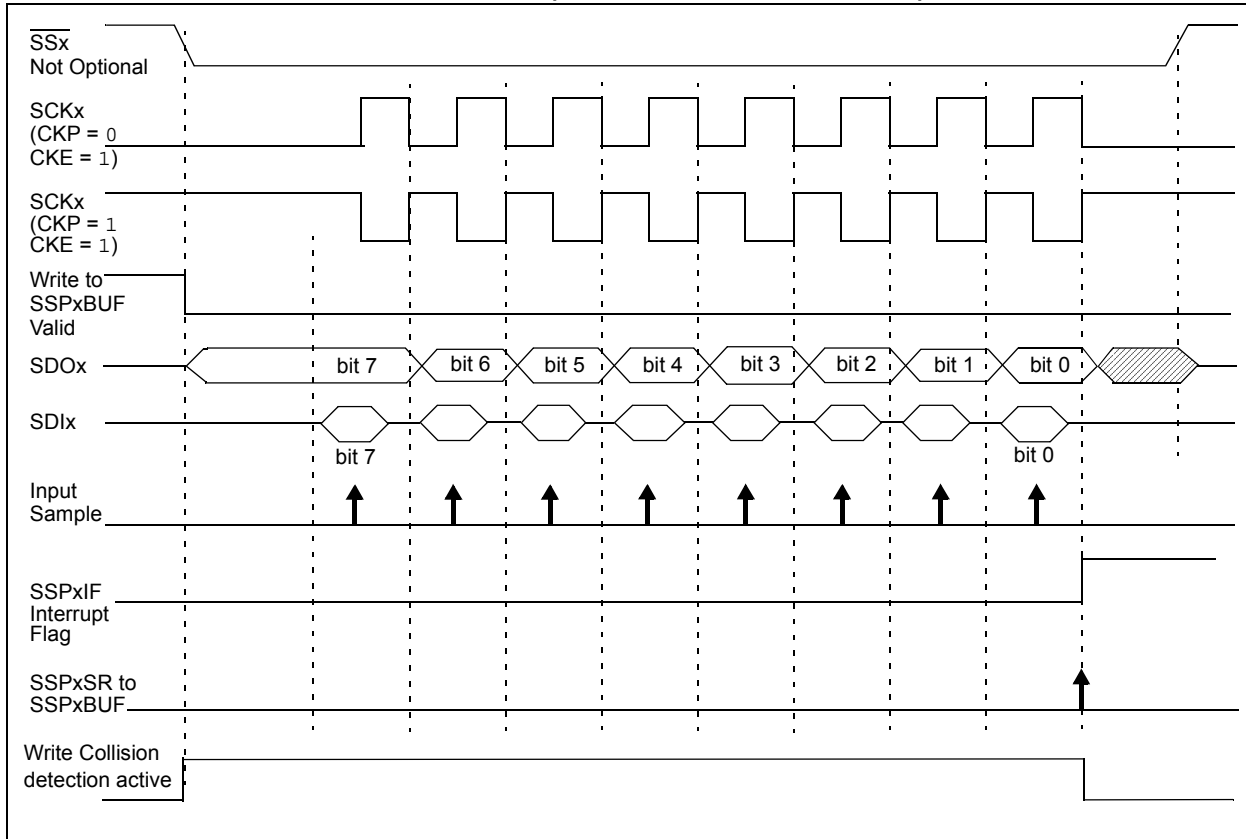 SSx
Not Optional
SCKx
(CKP = 0
CKE = 1)
SCKx
(CKP = 1
CKE = 1)
Write to
SSPxBUF
Valid
SDOx
bit 7 bit 6 bit 5 bit 4 bit 3 bit 2 bit 1 bit 0
SDIx
bit 7 bit 0
Input
Sample
SSPxIF
Interrupt
Flag
SSPxSR to
SSPxBUF
Write Collision
detection active